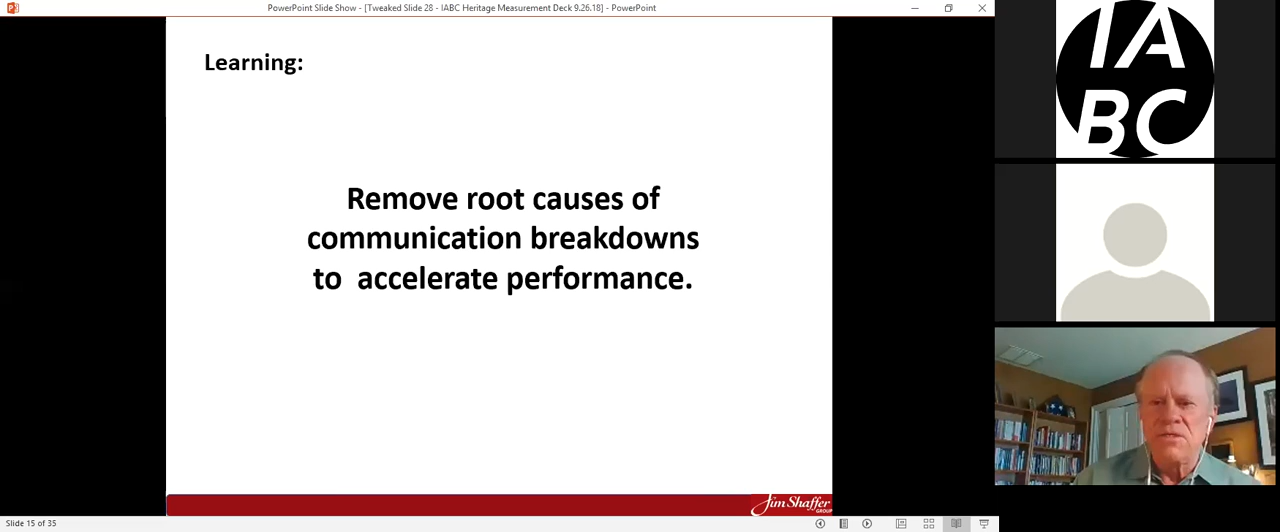 PowerPoint Slide Show - [Tweaked Slide 28 - IABC Heritage Measurement Deck 9.26.18] - PowerPoint
Learning:
Remove root causes of
communication breakdowns
to  accelerate performance.
Jim Shaffer
GROUP
Slide 15 of 35
IA
BC